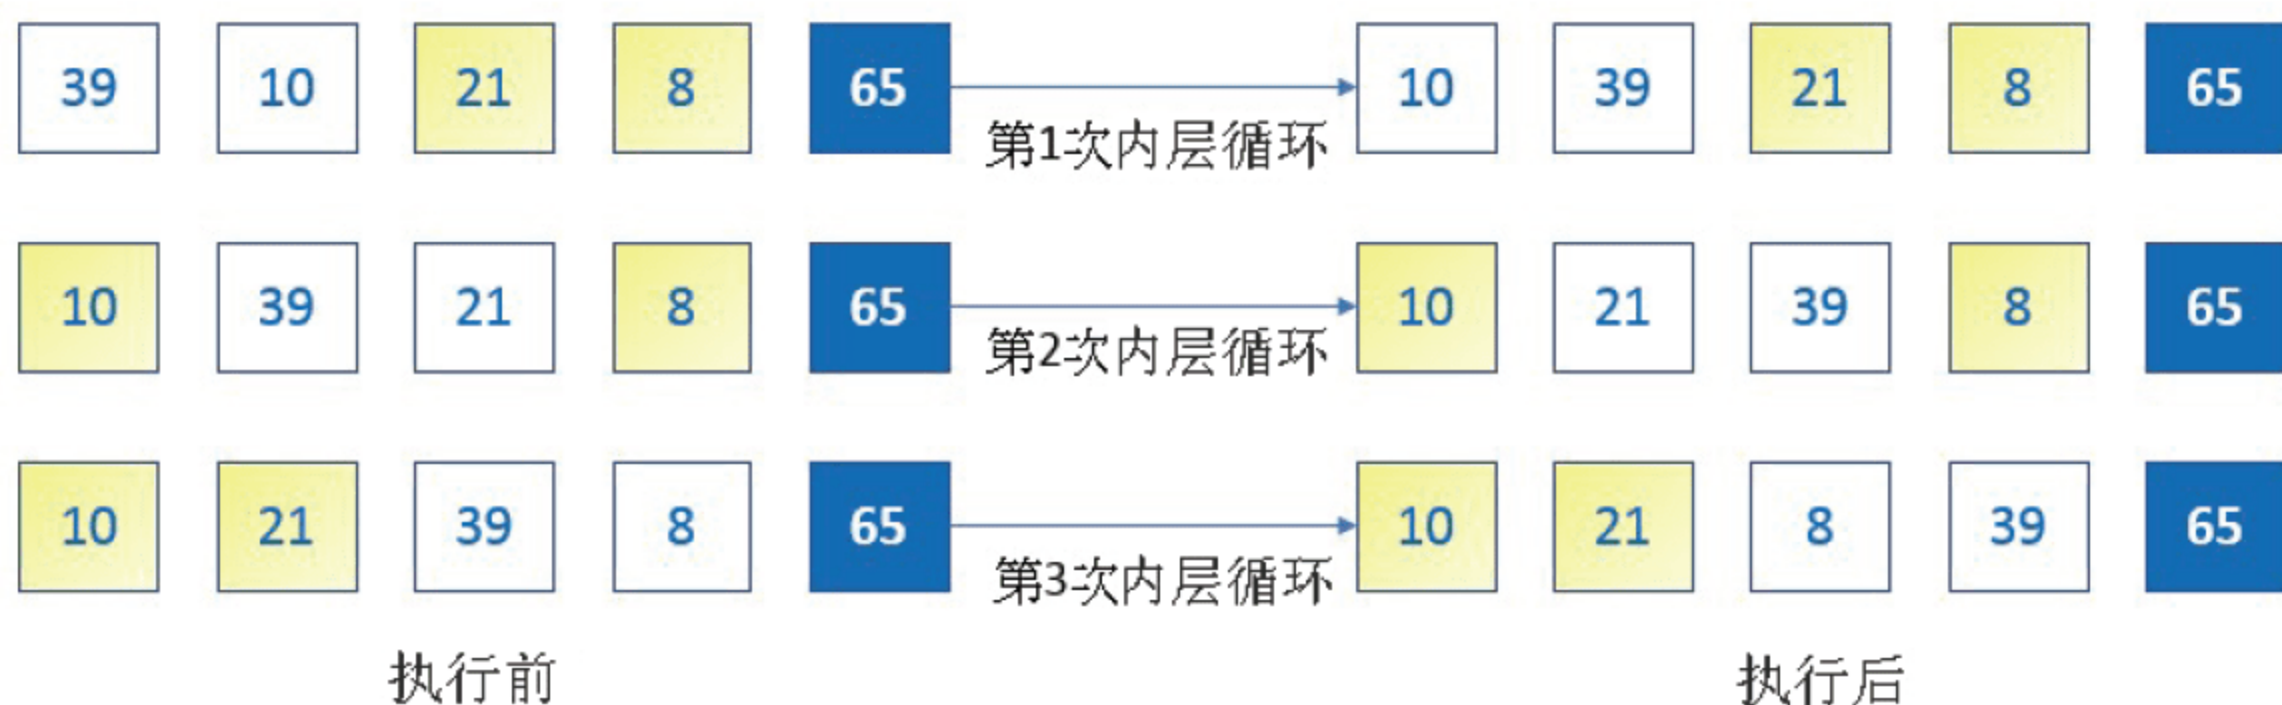 39 10 21 8 65 第1次内层循环 10 39 21 8 65
10 39 21 8 65 第2次内层循环 10 21 39 8 65
10 21 39 8 65 第3次内层循环 10 21 8 39 65
执行前 执行后